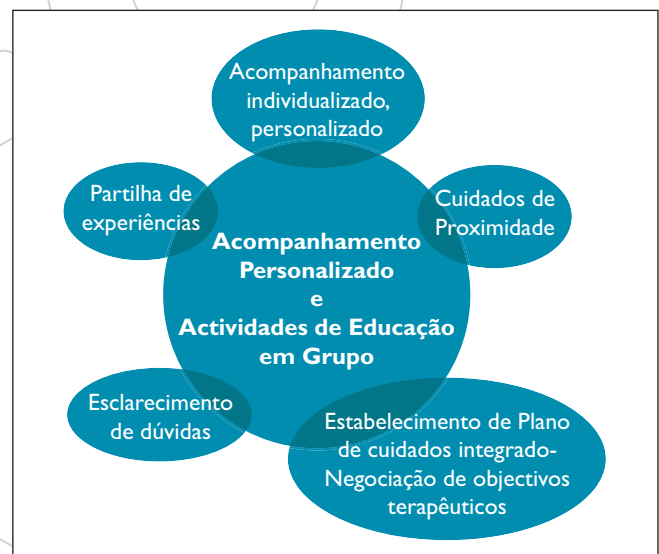 Acompanhamento
individualizado,
personalizado
Partilha de
experiências
Cuidados de
Proximidade
Acompanhamento
Personalizado
e
Actividades de Educação
em Grupo
Esclarecimento
de dúvidas
Estabelecimento de Plano
de cuidados integrado-
Negociação de objectivos
terapêuticos